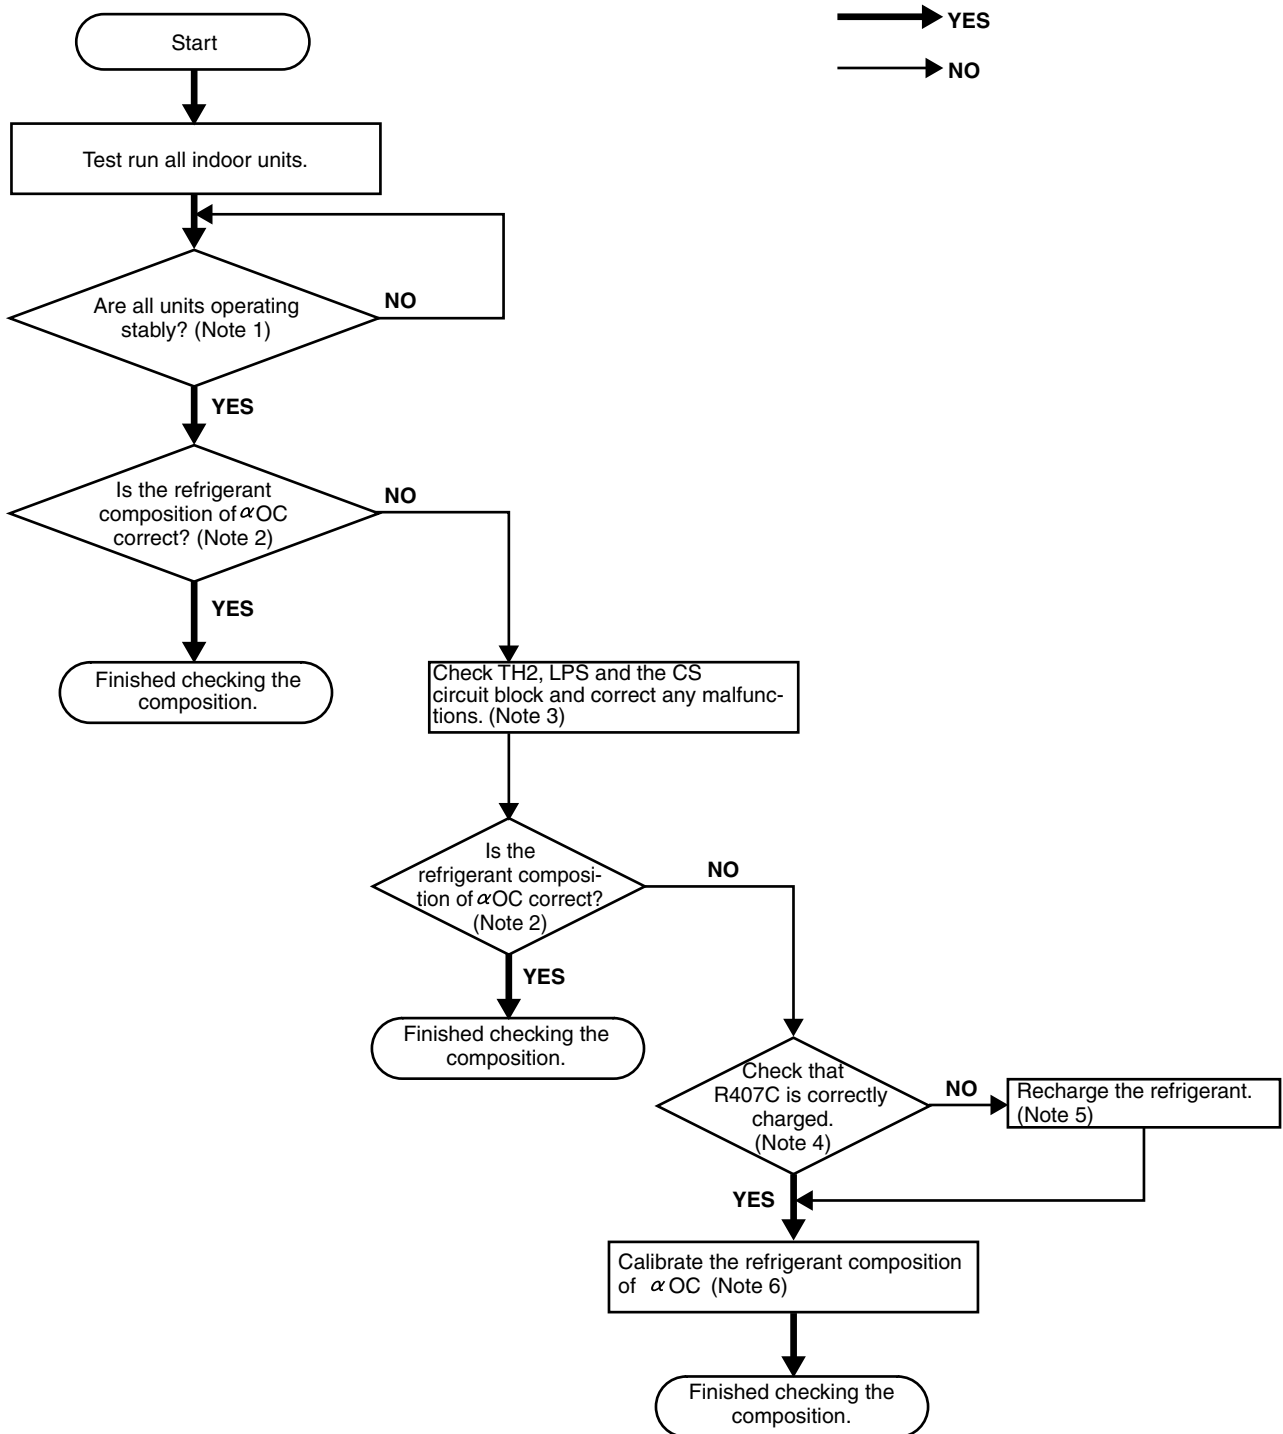 Start
YES
NO
Test run all indoor units.
Are all units operating
stably? (Note 1)
NO
YES
Is the refrigerant
composition of αOC
correct? (Note 2)
NO
YES
Finished checking the
composition.
Check TH2, LPS and the CS
circuit block and correct any malfunc-
tions. (Note 3)
Is the
refrigerant composi-
tion of αOC correct?
(Note 2)
NO
YES
Finished checking the
composition.
Check that
R407C is correctly
charged.
(Note 4)
NO
Recharge the refrigerant.
(Note 5)
YES
Calibrate the refrigerant composition
of αOC (Note 6)
Finished checking the
composition.